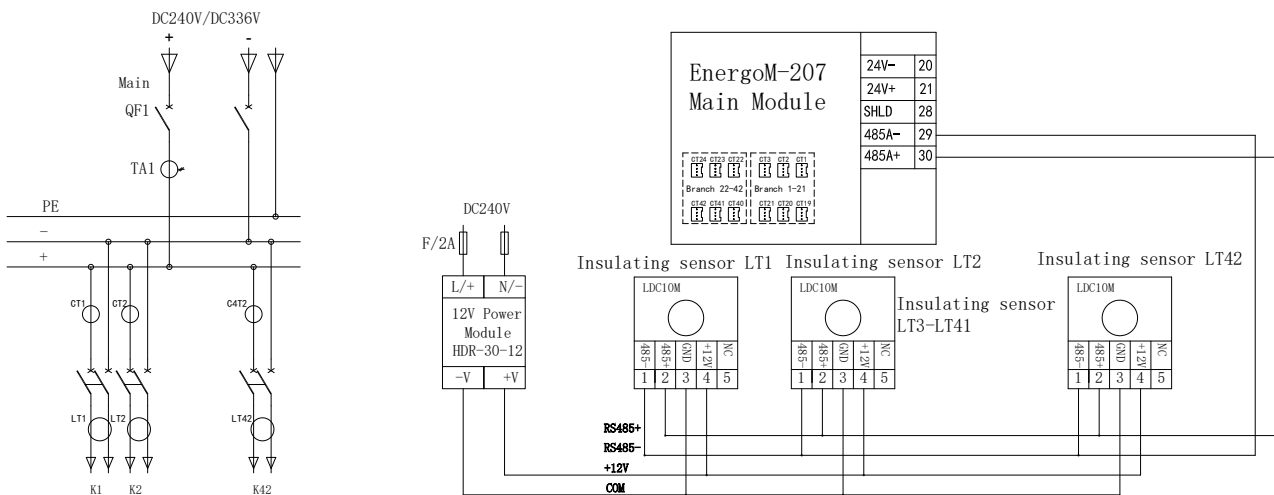 DC240V/DC336V
+ -
Main
QF1
TA1
PE
-
+
CT1 CT2 C4T2
LT1 LT2 LT42
K1 K2 K42
EnergoM-207
Main Module
24V- 20
24V+ 21
SHLD 28
485A- 29
485A+ 30
CT24 CT23 CT22 CT3 CT2 CT1
Branch 22-42 Branch 1-21
CT42 CT41 CT40 CT21 CT20 CT19
DC240V
F/2A
L/+ N/-
12V Power
Module
HDR-30-12
-V +V
Insulating sensor LT1
LDC10M
485- 485+ GND +12V NC
1 2 3 4 5
Insulating sensor LT2
LDC10M
485- 485+ GND +12V NC
1 2 3 4 5
Insulating sensor
LT3-LT41
Insulating sensor LT42
LDC10M
485- 485+ GND +12V NC
1 2 3 4 5
RS485+
RS485-
+12V
COM